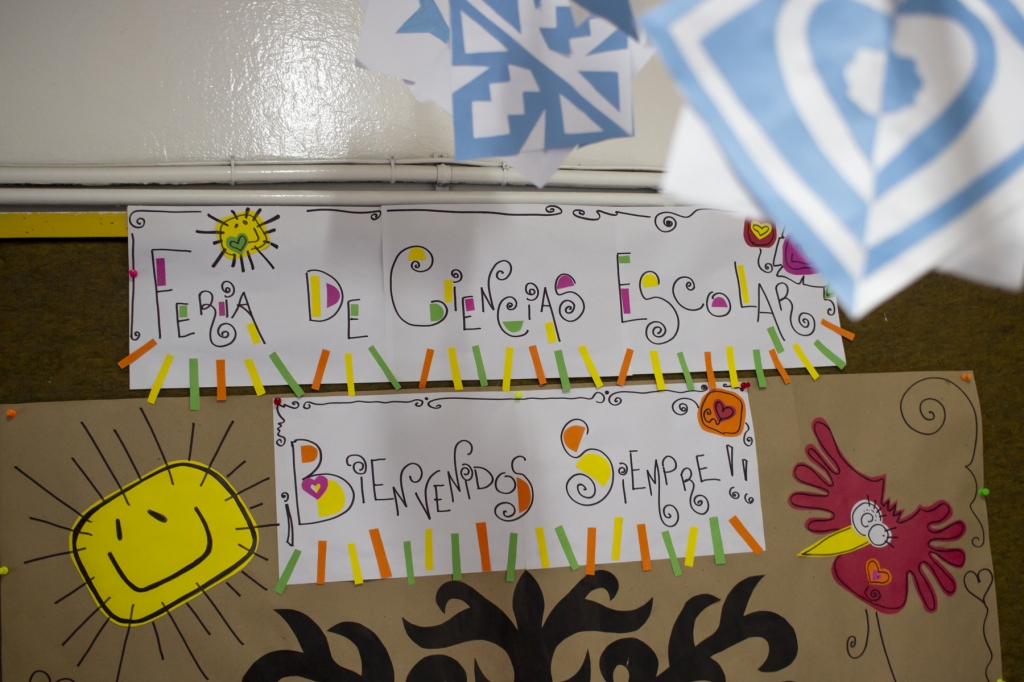 Feria de Ciencias Escolar
¡Bienvenidos Siempre!!